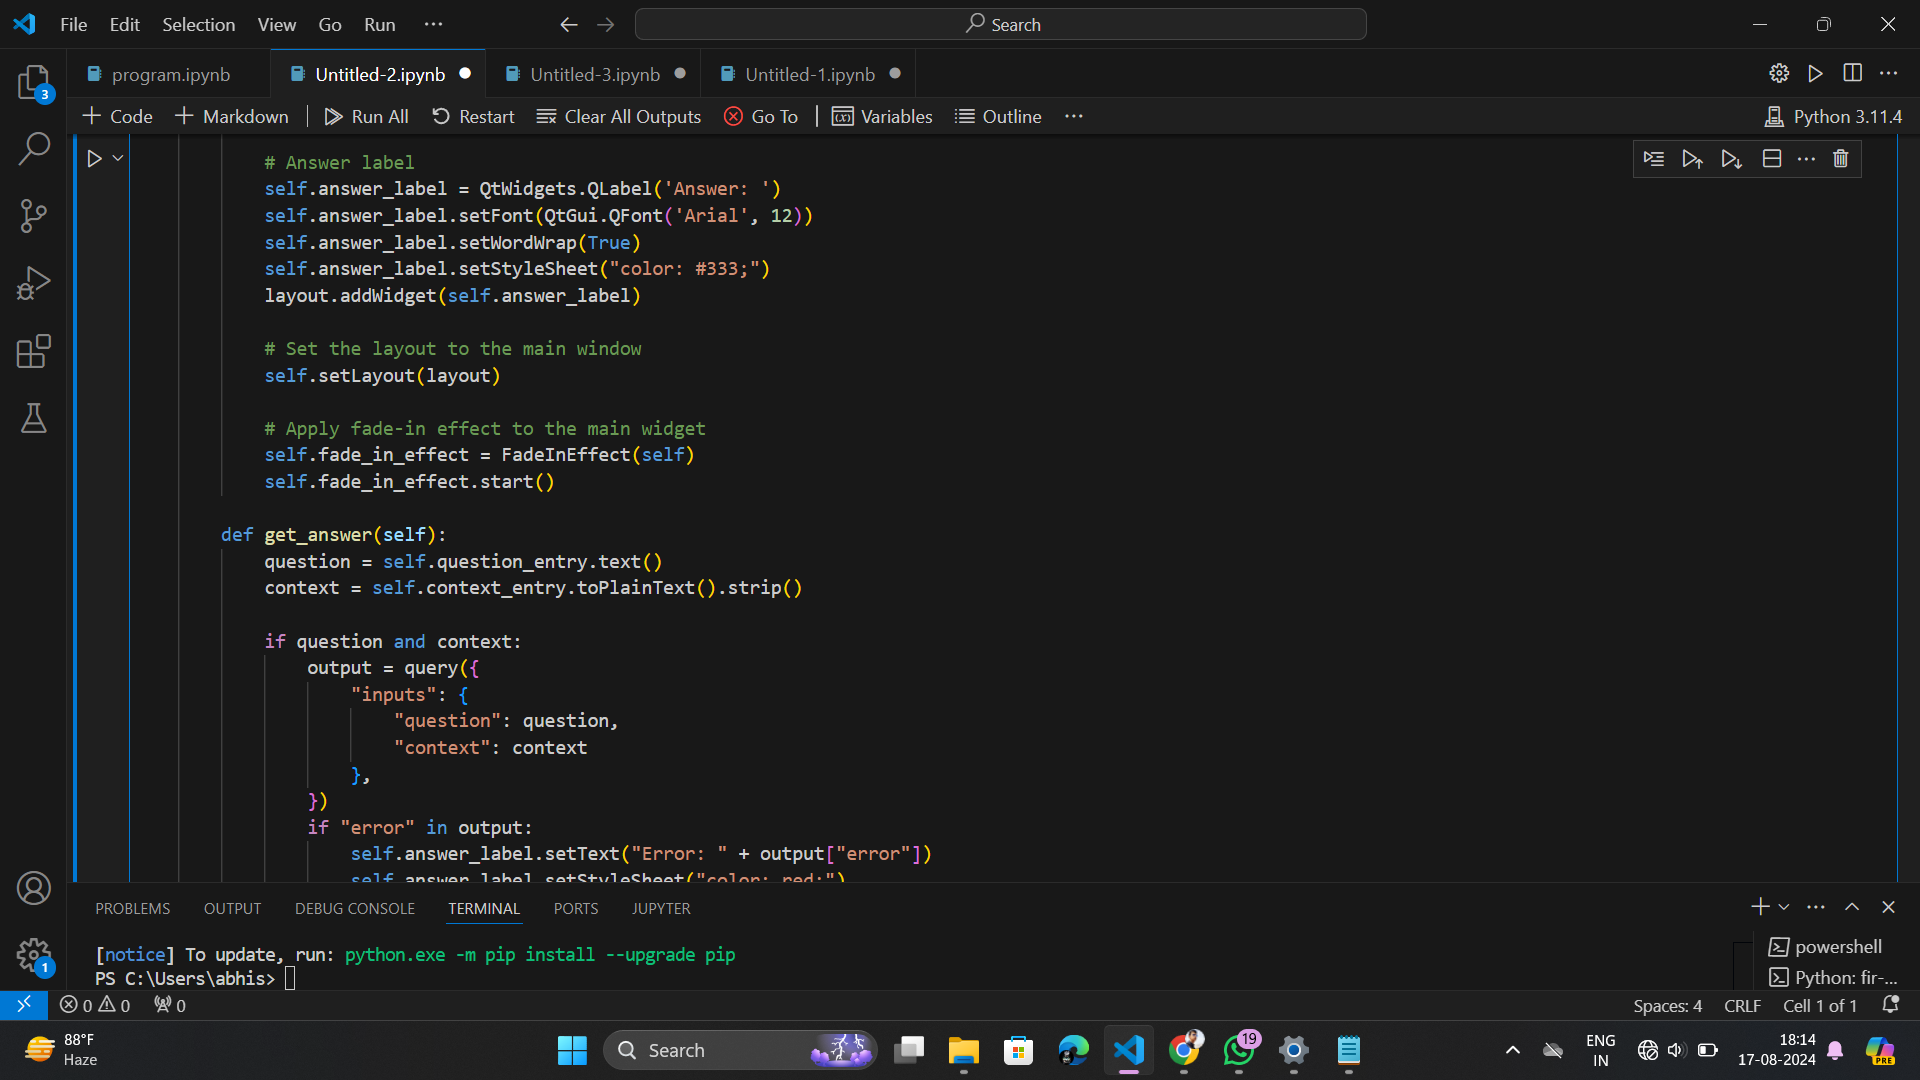 File Edit Selection View Go Run ···
Search
program.ipynb Untitled-2.ipynb Untitled-3.ipynb Untitled-1.ipynb
Code Markdown Run All Restart Clear All Outputs Go To Variables Outline ··· Python 3.11.4
# Answer label
self.answer_label = QtWidgets.QLabel('Answer: ')
self.answer_label.setFont(QtGui.QFont('Arial', 12))
self.answer_label.setWordWrap(True)
self.answer_label.setStyleSheet("color: #333;")
layout.addWidget(self.answer_label)
# Set the layout to the main window
self.setLayout(layout)
# Apply fade-in effect to the main widget
self.fade_in_effect = FadeInEffect(self)
self.fade_in_effect.start()
def get_answer(self):
question = self.question_entry.text()
context = self.context_entry.toPlainText().strip()
if question and context:
output = query({
"inputs": {
"question": question,
"context": context
},
})
if "error" in output:
self.answer_label.setText("Error: " + output["error"])
self.answer_label.setStyleSheet("color: red;")
3
1
PROBLEMS OUTPUT DEBUG CONSOLE TERMINAL PORTS JUPYTER
[notice] To update, run: python.exe -m pip install --upgrade pip
PS C:\Users\abhis>
powershell
Python: fir-...
0 0 0 Spaces: 4 CRLF Cell 1 of 1
88°F
Haze
Search
19
ENG
IN
18:14
17-08-2024
PRE